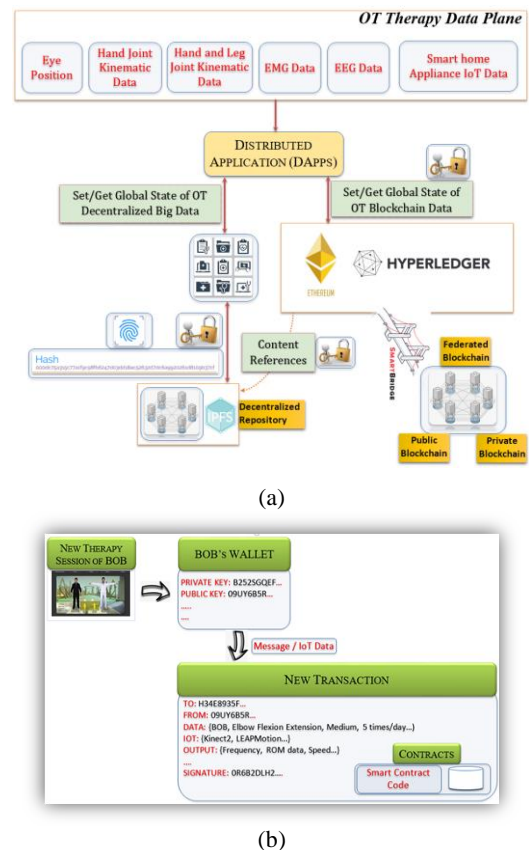 OT Therapy Data Plane
Eye
Position
Hand Joint
Kinematic
Data
Hand and Leg
Joint Kinematic
Data
EMG Data
EEG Data
Smart home
Appliance IoT Data
DISTRIBUTED
APPLICATION (DAPPS)
Set/Get Global State of OT
Decentralized Big Data
Set/Get Global State of
OT Blockchain Data
ETHEREUM
HYPERLEDGER
Hash
Content
References
SMARTBRIDGE
Federated
Blockchain
IPFS
Decentralized
Repository
Public
Blockchain
Private
Blockchain
(a)
NEW THERAPY
SESSION OF BOB
BOB's WALLET
PRIVATE KEY: B252SGQEF...
PUBLIC KEY: 09UY6B5R...
.....
....
Message / IoT Data
NEW TRANSACTION
TO: H34E8935F...
FROM: 09UY6B5R...
DATA: {BOB, Elbow Flexion Extension, Medium, 5 times/day...}
IOT: {Kinect2, LEAPMotion...}
OUTPUT: {Frequency, ROM data, Speed...}
....
SIGNATURE: 0R6B2DLH2....
CONTRACTS
Smart Contract
Code
(b)